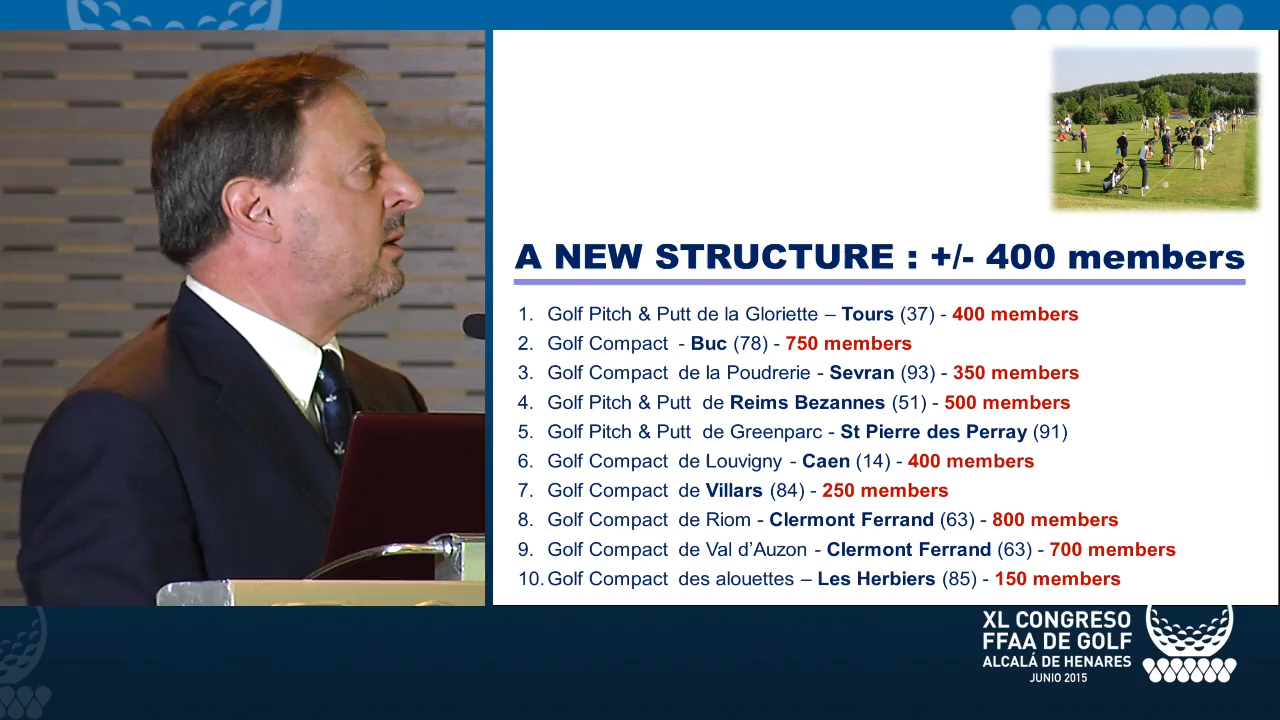 A NEW STRUCTURE : +/- 400 members
1. Golf Pitch & Putt de la Gloriette – Tours (37) - 400 members
2. Golf Compact - Buc (78) - 750 members
3. Golf Compact de la Poudrerie - Sevran (93) - 350 members
4. Golf Pitch & Putt de Reims Bezannes (51) - 500 members
5. Golf Pitch & Putt de Greenparc - St Pierre des Perray (91)
6. Golf Compact de Louvigny - Caen (14) - 400 members
7. Golf Compact de Villars (84) - 250 members
8. Golf Compact de Riom - Clermont Ferrand (63) - 800 members
9. Golf Compact de Val d’Auzon - Clermont Ferrand (63) - 700 members
10. Golf Compact des alouettes – Les Herbiers (85) - 150 members
XL CONGRESO
FFAA DE GOLF
ALCALÁ DE HENARES
JUNIO 2015